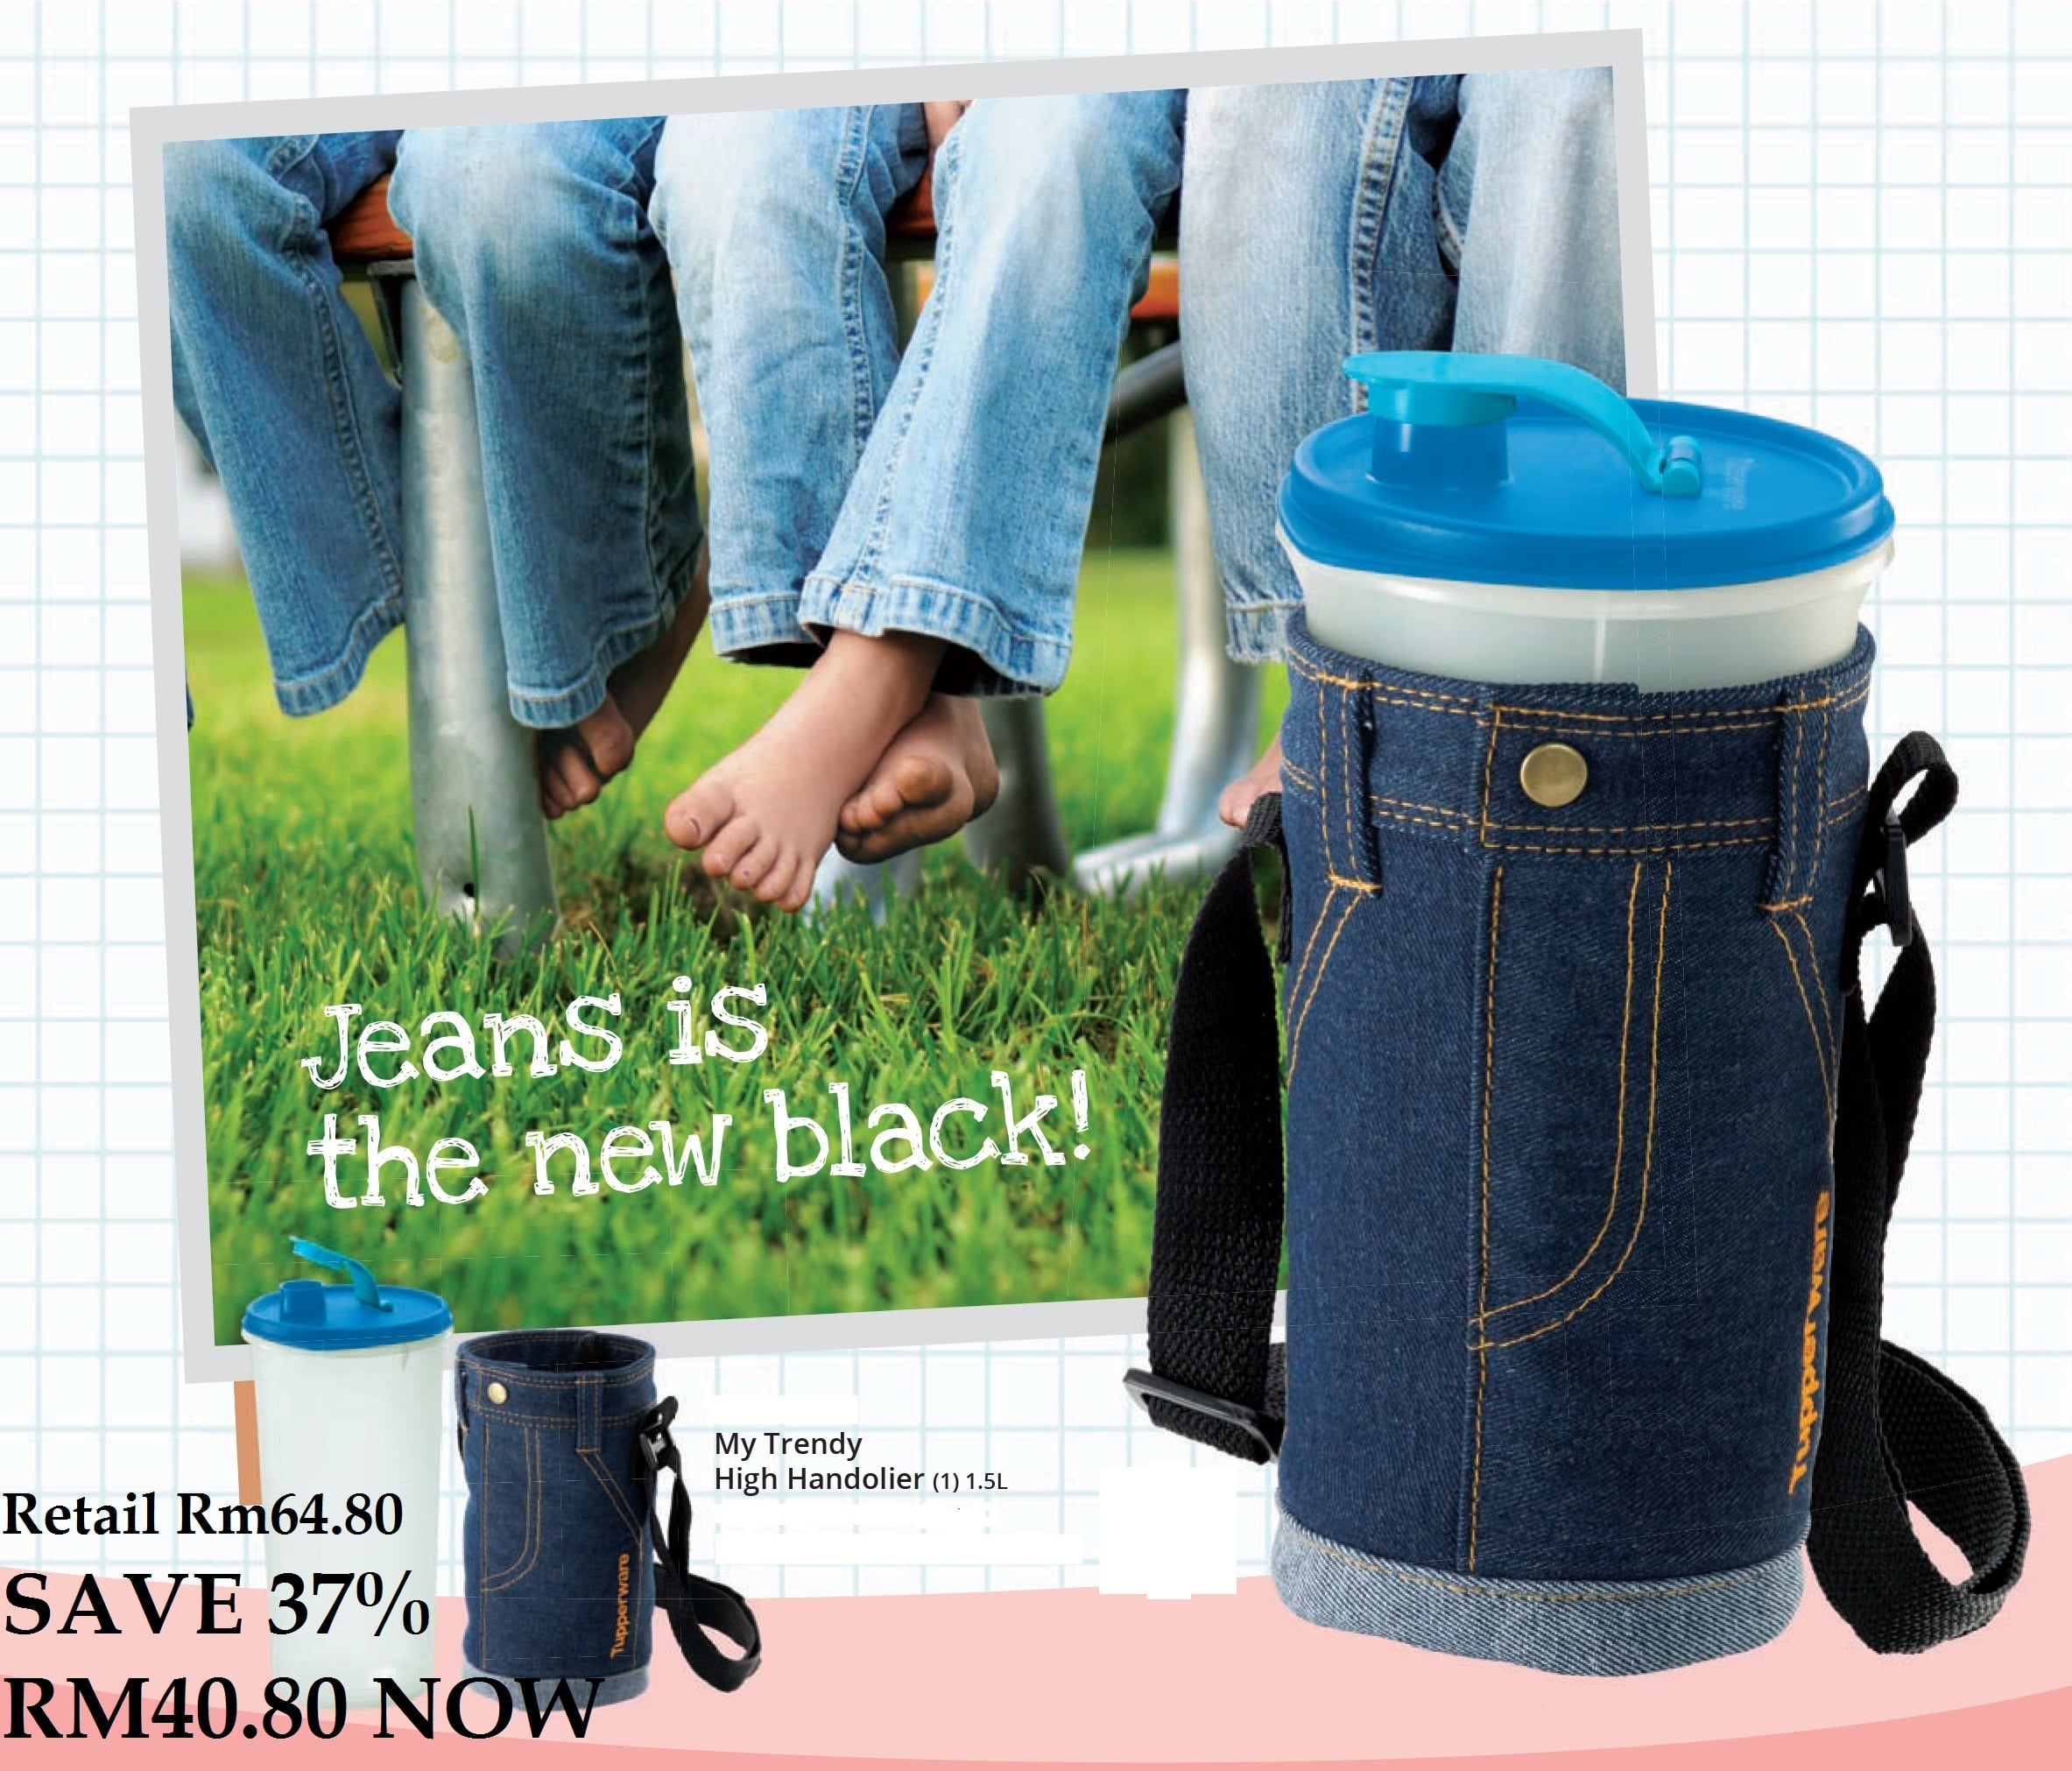 Jeans is
the new black!
Tupperware
My Trendy
High Handolier (1) 1.5L
Tupperware
Retail Rm64.80
SAVE 37%
RM40.80 NOW